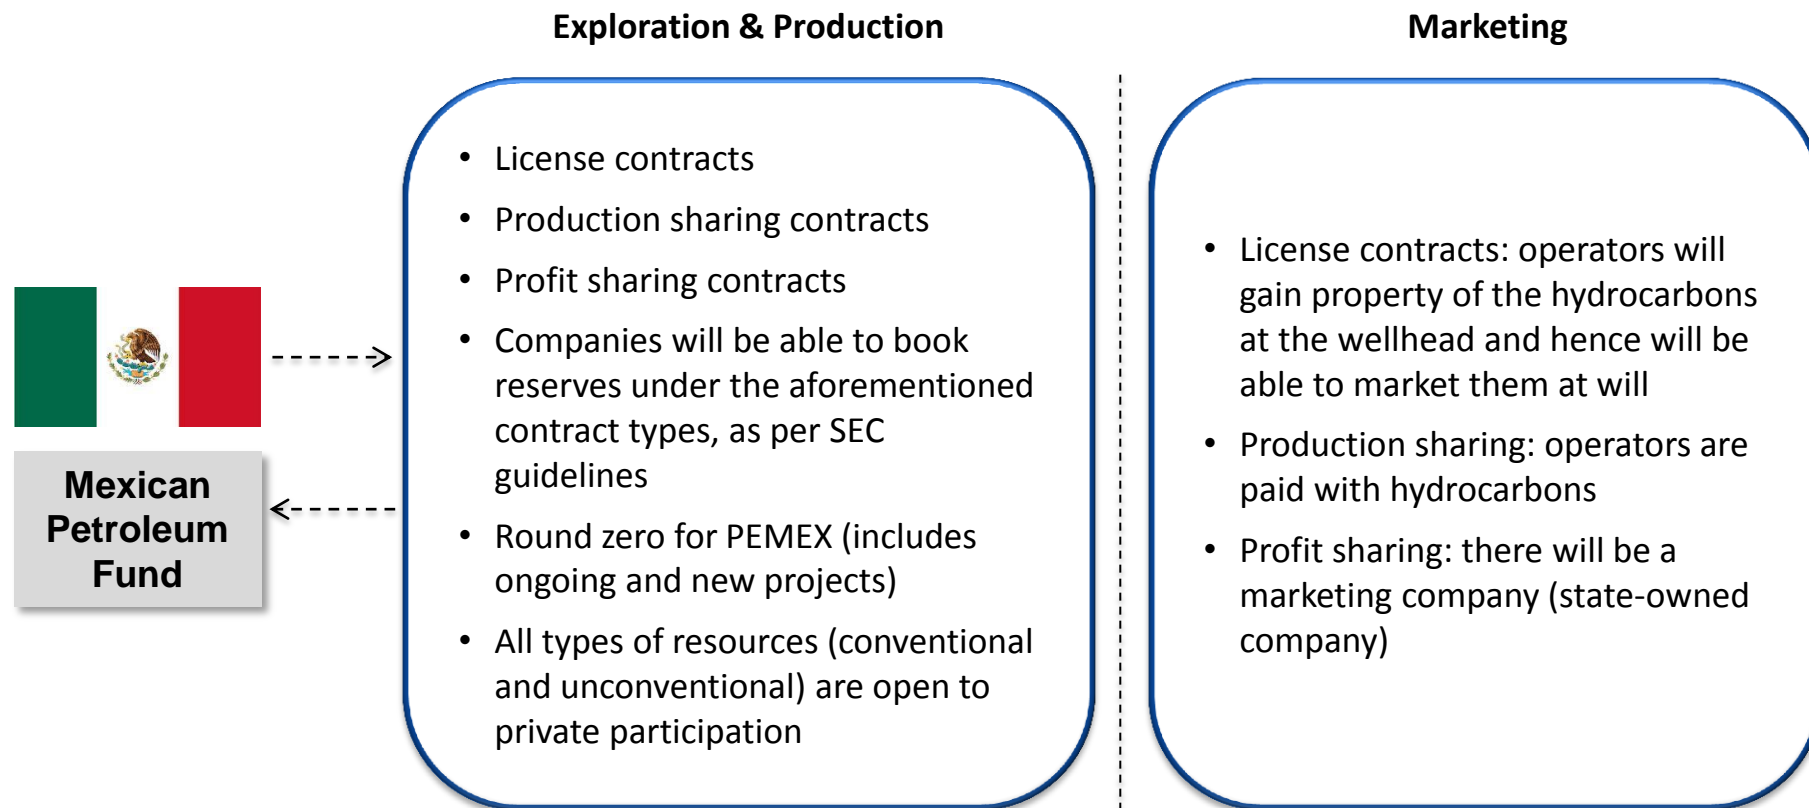 Exploration & Production
Marketing
Mexican
Petroleum
Fund
• License contracts
• Production sharing contracts
• Profit sharing contracts
• Companies will be able to book
reserves under the aforementioned
contract types, as per SEC
guidelines
• Round zero for PEMEX (includes
ongoing and new projects)
• All types of resources (conventional
and unconventional) are open to
private participation
• License contracts: operators will
gain property of the hydrocarbons
at the wellhead and hence will be
able to market them at will
• Production sharing: operators are
paid with hydrocarbons
• Profit sharing: there will be a
marketing company (state-owned
company)